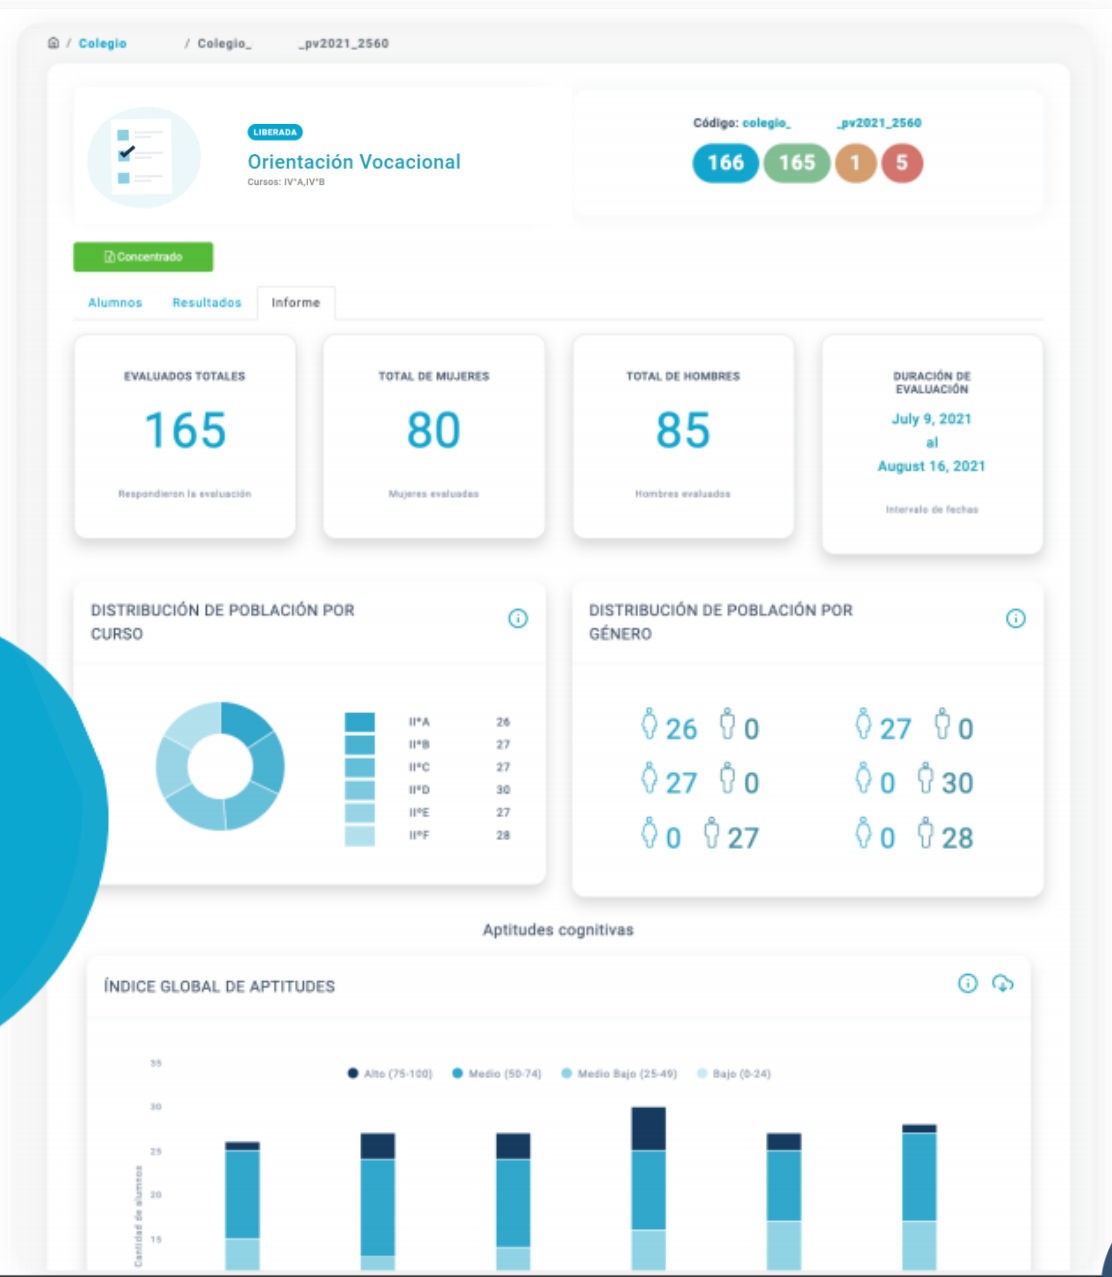 / Colegio / Colegio_ _pv2021_2560
LIBERADA
Orientación Vocacional
Cursos: IV°A,IV°B
Código: colegio_ _pv2021_2560
166 165 1 5
Concentrado
Alumnos Resultados Informe
EVALUADOS TOTALES
165
Respondieron la evaluación
TOTAL DE MUJERES
80
Mujeres evaluadas
TOTAL DE HOMBRES
85
Hombres evaluados
DURACIÓN DE
EVALUACIÓN
July 9, 2021
al
August 16, 2021
Intervalo de fechas
DISTRIBUCIÓN DE POBLACIÓN POR
CURSO
II°A 26
II°B 27
II°C 27
II°D 30
II°E 27
II°F 28
DISTRIBUCIÓN DE POBLACIÓN POR
GÉNERO
26 0 27 0
27 0 0 30
0 27 0 28
Aptitudes cognitivas
ÍNDICE GLOBAL DE APTITUDES
Alto (75-100) Medio (50-74) Medio Bajo (25-49) Bajo (0-24)
35
30
25
20
15
Cantidad de alumnos